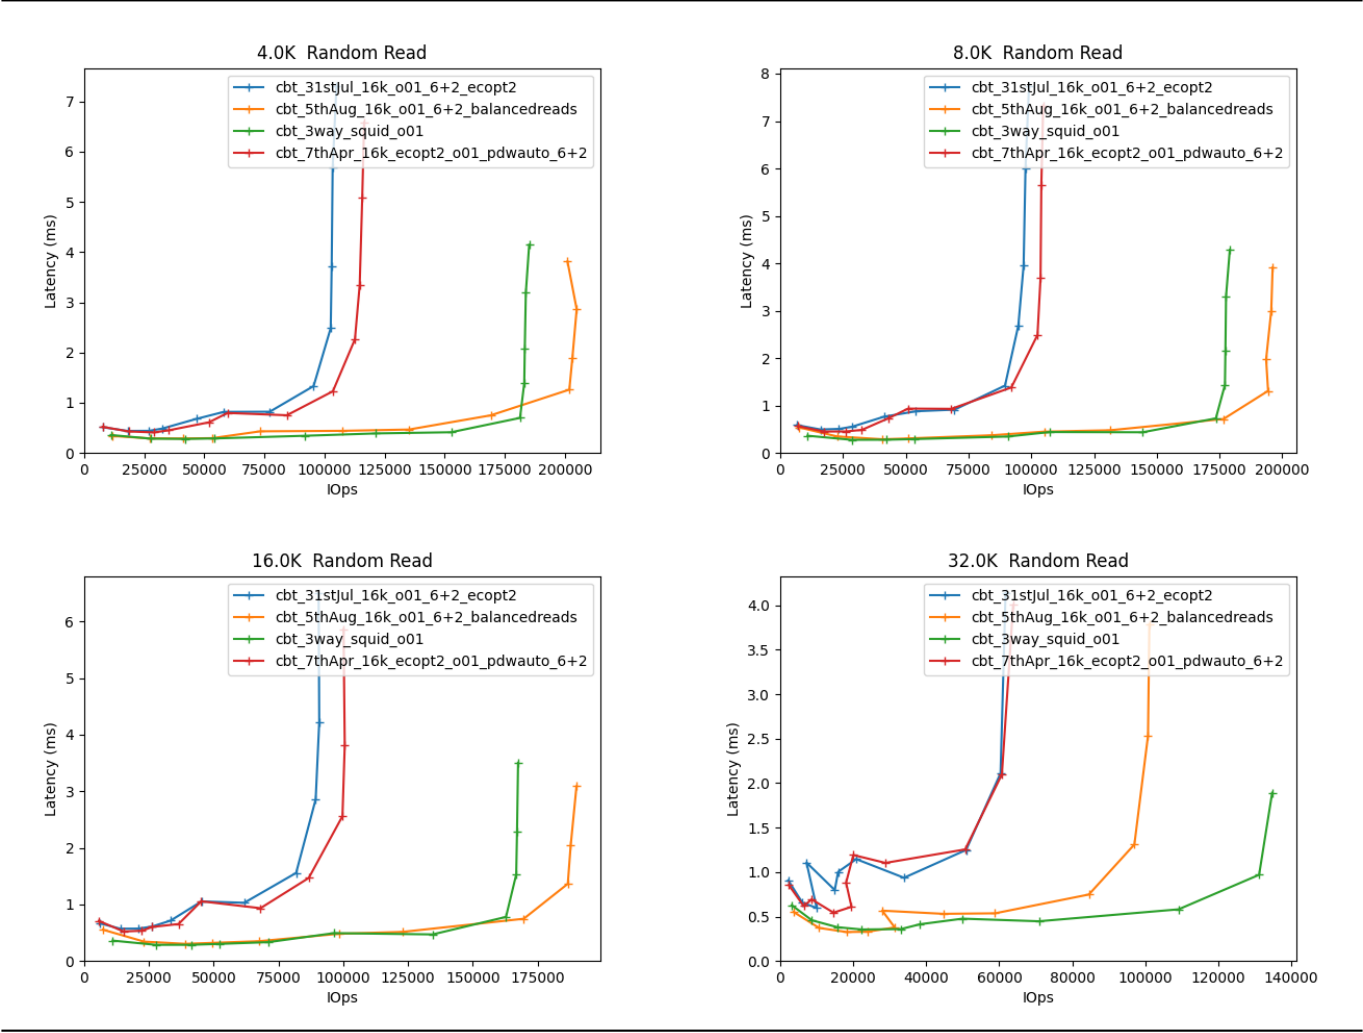 4.0K Random Read
cbt_31stJul_16k_o01_6+2_ecopt2
cbt_5thAug_16k_o01_6+2_balancedreads
cbt_3way_squid_o01
cbt_7thApr_16k_ecopt2_o01_pdwauto_6+2
7
6
5
4
3
2
1
0
Latency (ms)
0 25000 50000 75000 100000 125000 150000 175000 200000
IOps
8.0K Random Read
cbt_31stJul_16k_o01_6+2_ecopt2
cbt_5thAug_16k_o01_6+2_balancedreads
cbt_3way_squid_o01
cbt_7thApr_16k_ecopt2_o01_pdwauto_6+2
8
7
6
5
4
3
2
1
0
Latency (ms)
0 25000 50000 75000 100000 125000 150000 175000 200000
IOps
16.0K Random Read
cbt_31stJul_16k_o01_6+2_ecopt2
cbt_5thAug_16k_o01_6+2_balancedreads
cbt_3way_squid_o01
cbt_7thApr_16k_ecopt2_o01_pdwauto_6+2
6
5
4
3
2
1
0
Latency (ms)
0 25000 50000 75000 100000 125000 150000 175000
IOps
32.0K Random Read
cbt_31stJul_16k_o01_6+2_ecopt2
cbt_5thAug_16k_o01_6+2_balancedreads
cbt_3way_squid_o01
cbt_7thApr_16k_ecopt2_o01_pdwauto_6+2
4.0
3.5
3.0
2.5
2.0
1.5
1.0
0.5
0.0
Latency (ms)
0 20000 40000 60000 80000 100000 120000 140000
IOps